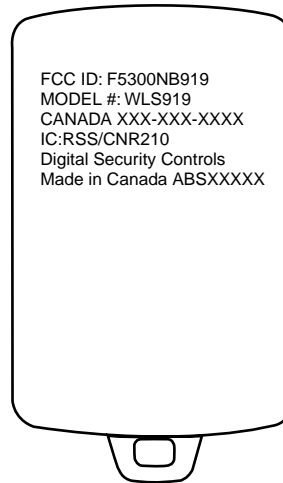 FCC ID: F5300NB919
MODEL #: WLS919
CANADA XXX-XXX-XXXX
IC:RSS/CNR210
Digital Security Controls
Made in Canada ABSXXXXX